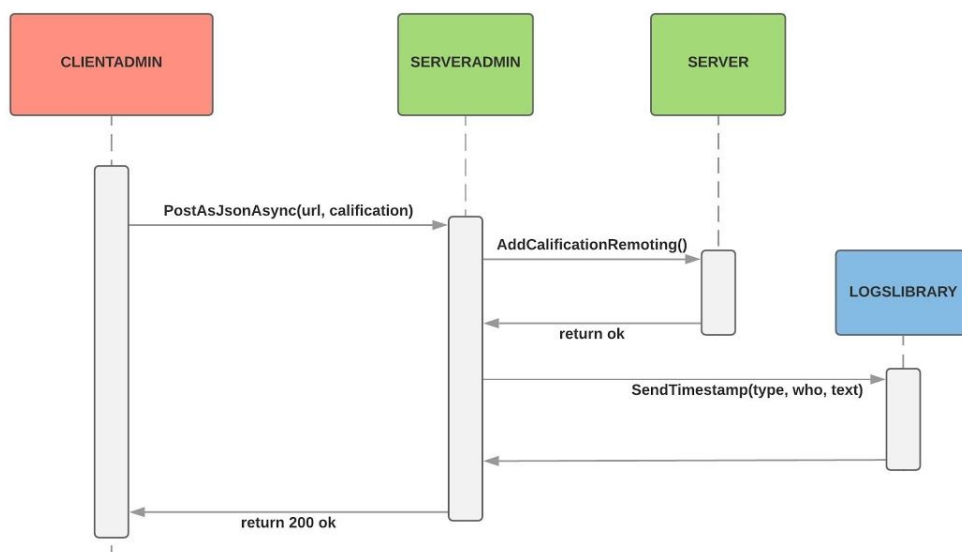 CLIENTADMIN
SERVERADMIN
SERVER
PostAsJsonAsync(url, calification)
AddCalificationRemoting()
LOGSLIBRARY
return ok
SendTimestamp(type, who, text)
return 200 ok